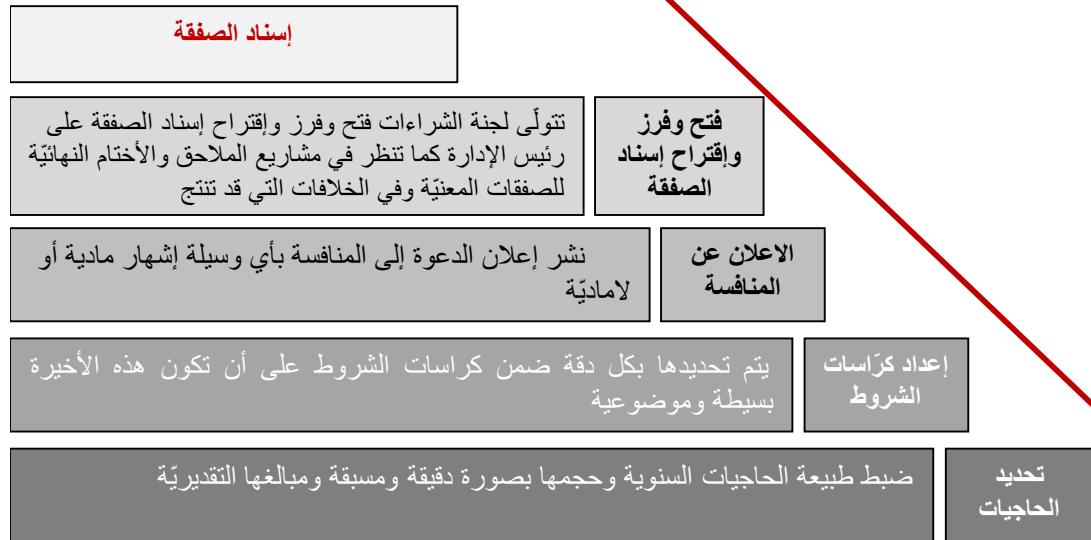 إسناد الصفقة
فتح وفرز
وإقتراح إسناد
الصفقة
تتولّى لجنة الشراءات فتح وفرز وإقتراح إسناد الصفقة على
رئيس الإدارة كما تنظر في مشاريع الملاحق والأختام النهائيّة
للصفقات المعنيّة وفي الخلافات التي قد تنتج
الاعلان عن
المنافسة
نشر إعلان الدعوة إلى المنافسة بأي وسيلة إشهار مادية أو
لاماديّة
إعداد كرّاسات
الشروط
يتم تحديدها بكل دقة ضمن كراسات الشروط على أن تكون هذه الأخيرة
بسيطة وموضوعية
تحديد
الحاجيات
ضبط طبيعة الحاجيات السنوية وحجمها بصورة دقيقة ومسبقة ومبالغها التقديريّة